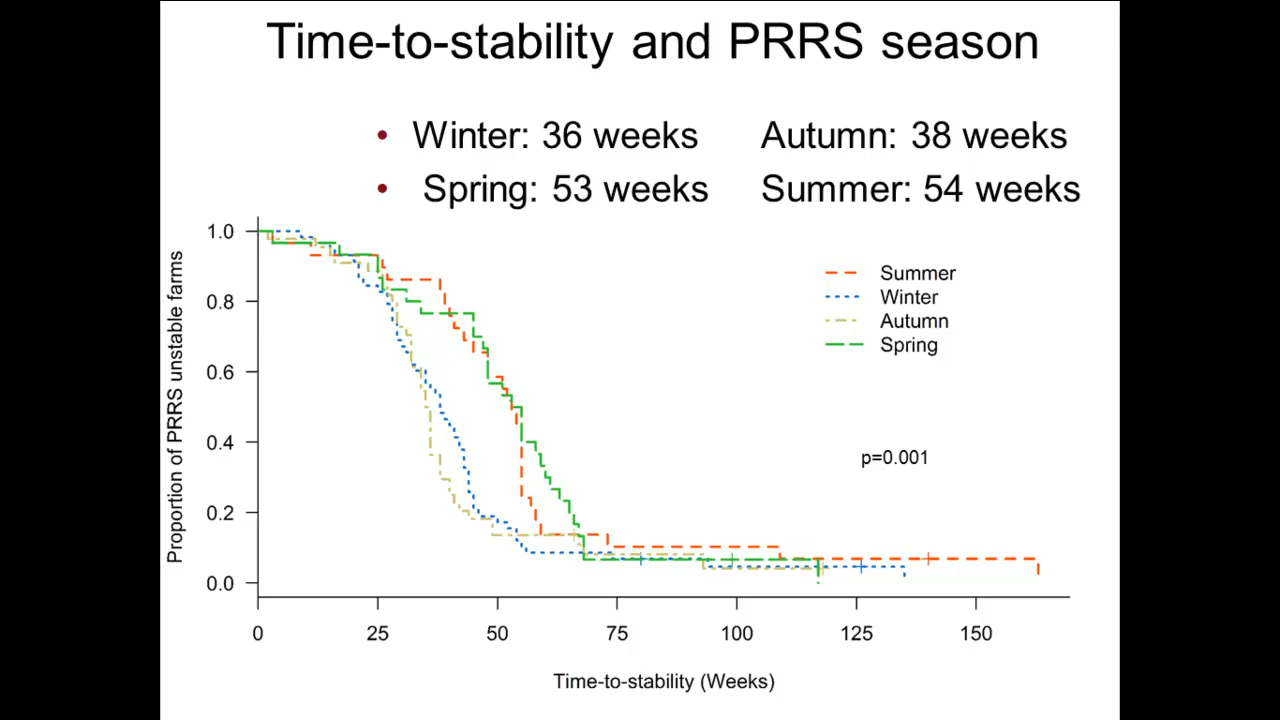 Time-to-stability and PRRS season
• Winter: 36 weeks Autumn: 38 weeks
• Spring: 53 weeks Summer: 54 weeks
Proportion of PRRS unstable farms
1.0
0.8
0.6
0.4
0.2
0.0
Summer
Winter
Autumn
Spring
p=0.001
0 25 50 75 100 125 150
Time-to-stability (Weeks)